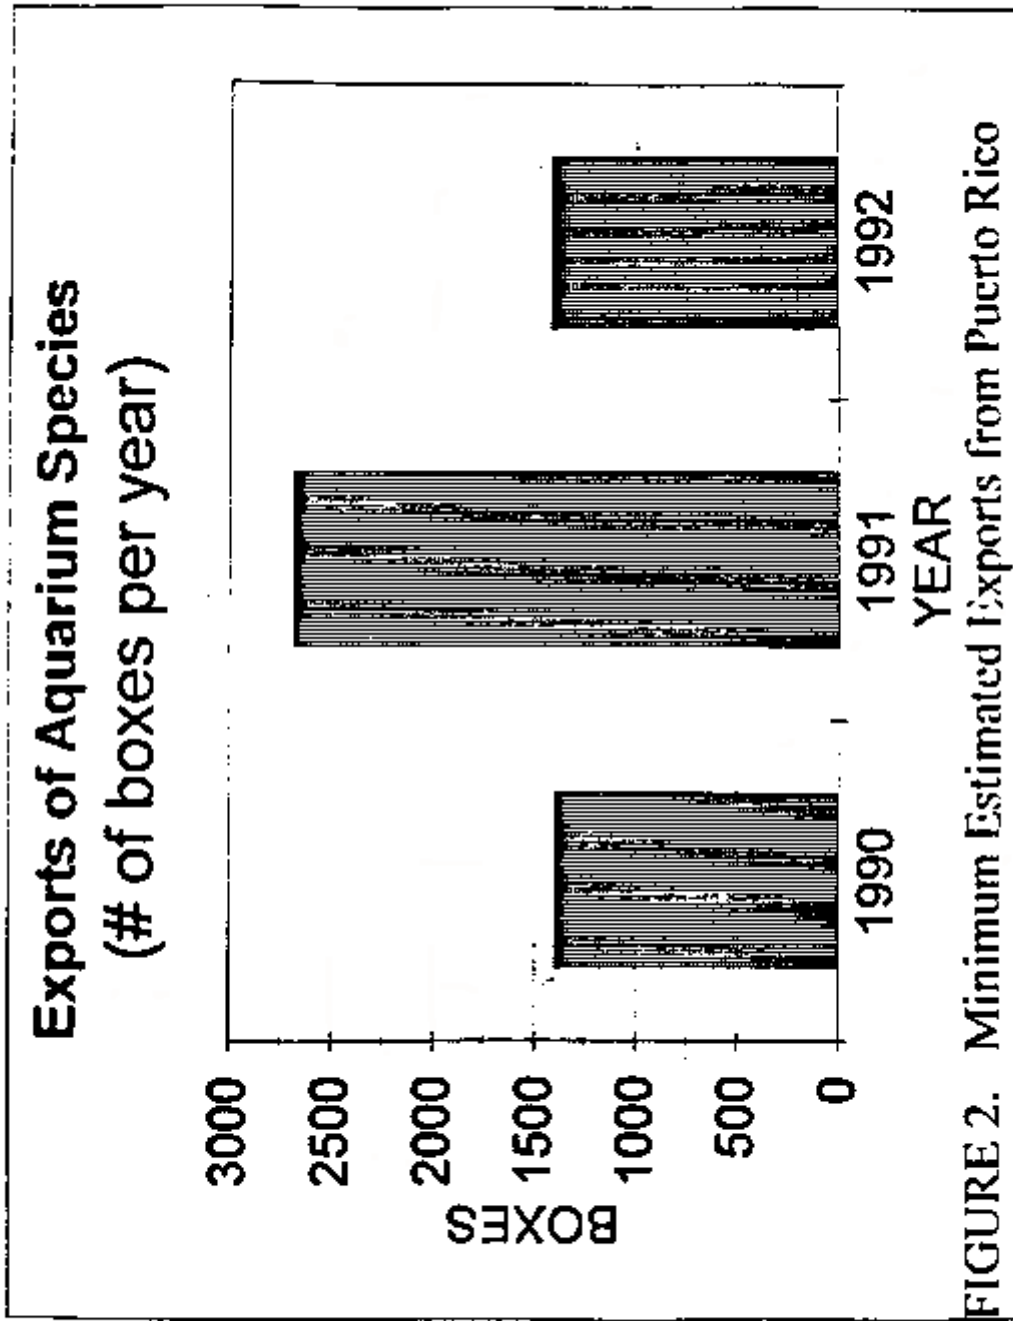 Exports of Aquarium Species
(# of boxes per year)
3000
2500
2000
1500
1000
500
0
BOXES
1990 1991 1992
YEAR
FIGURE 2. Minimum Estimated Exports from Puerto Rico